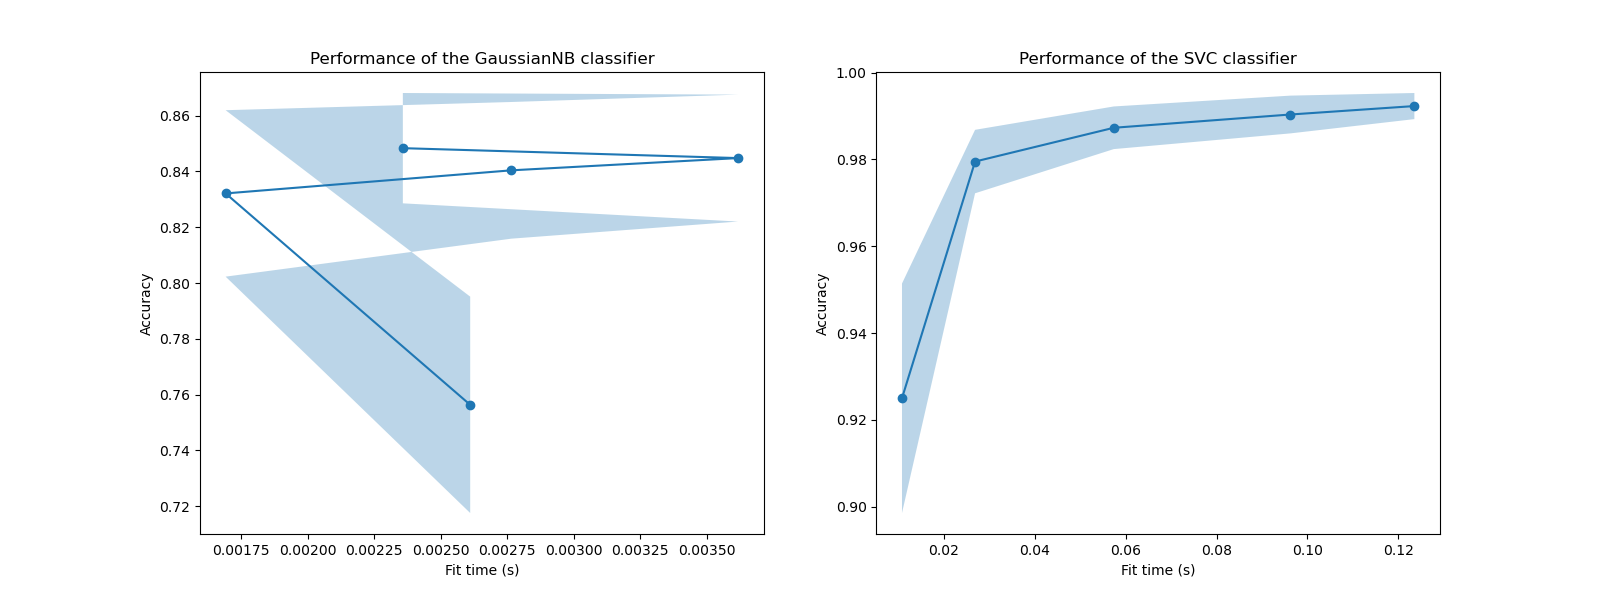 Performance of the GaussianNB classifier
0.86
0.84
0.82
0.80
0.78
0.76
0.74
0.72
Accuracy
0.00175 0.00200 0.00225 0.00250 0.00275 0.00300 0.00325 0.00350
Fit time (s)
Performance of the SVC classifier
1.00
0.98
0.96
0.94
0.92
0.90
Accuracy
0.02 0.04 0.06 0.08 0.10 0.12
Fit time (s)